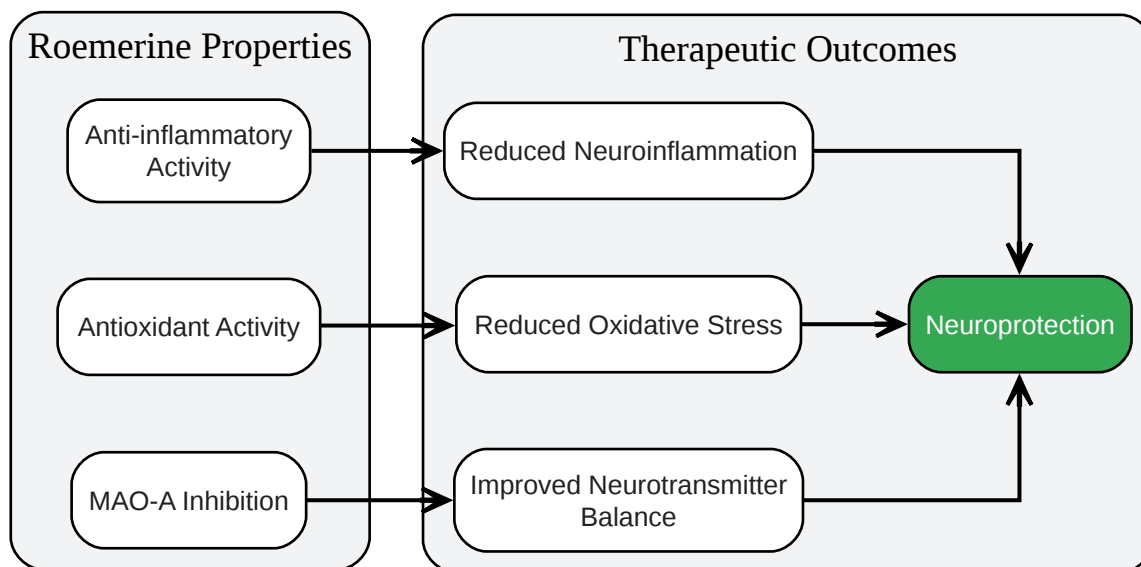 Roemerine Properties
Therapeutic Outcomes
Anti-inflammatory
Activity
Reduced Neuroinflammation
Antioxidant Activity
Reduced Oxidative Stress
Neuroprotection
MAO-A Inhibition
Improved Neurotransmitter
Balance